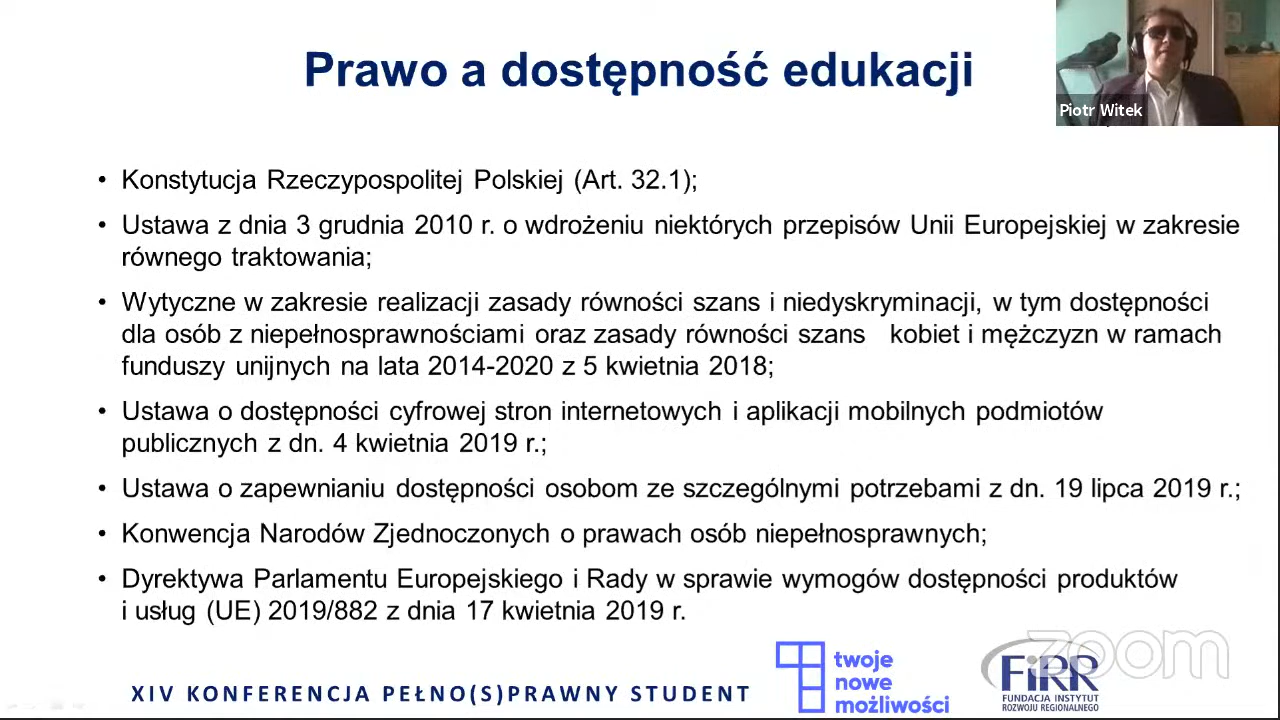 Prawo a dostępność edukacji
Piotr Witek
• Konstytucja Rzeczypospolitej Polskiej (Art. 32.1);
• Ustawa z dnia 3 grudnia 2010 r. o wdrożeniu niektórych przepisów Unii Europejskiej w zakresie
równego traktowania;
• Wytyczne w zakresie realizacji zasady równości szans i niedyskryminacji, w tym dostępności
dla osób z niepełnosprawnościami oraz zasady równości szans kobiet i mężczyzn w ramach
funduszy unijnych na lata 2014-2020 z 5 kwietnia 2018;
• Ustawa o dostępności cyfrowej stron internetowych i aplikacji mobilnych podmiotów
publicznych z dn. 4 kwietnia 2019 r.;
• Ustawa o zapewnianiu dostępności osobom ze szczególnymi potrzebami z dn. 19 lipca 2019 r.;
• Konwencja Narodów Zjednoczonych o prawach osób niepełnosprawnych;
• Dyrektywa Parlamentu Europejskiego i Rady w sprawie wymogów dostępności produktów
i usług (UE) 2019/882 z dnia 17 kwietnia 2019 r.
XIV KONFERENCJA PEŁNO(S)PRAWNY STUDENT
twoje
nowe
możliwości
zoom
FiRR
FUNDACJA INSTYTUT
ROZWOJU REGIONALNEGO